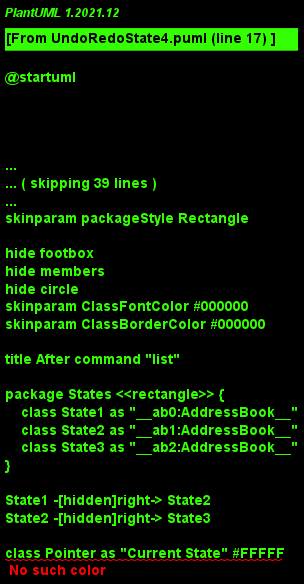 PlantUML 1.2021.12
[From UndoRedoState4.puml (line 17) ]
@startuml
...
... ( skipping 39 lines )
...
skinparam packageStyle Rectangle
hide footbox
hide members
hide circle
skinparam ClassFontColor #000000
skinparam ClassBorderColor #000000
title After command "list"
package States <<rectangle>> {
class State1 as "__ab0:AddressBook__"
class State2 as "__ab1:AddressBook__"
class State3 as "__ab2:AddressBook__"
}
State1 -[hidden]right-> State2
State2 -[hidden]right-> State3
class Pointer as "Current State" #FFFFF
No such color